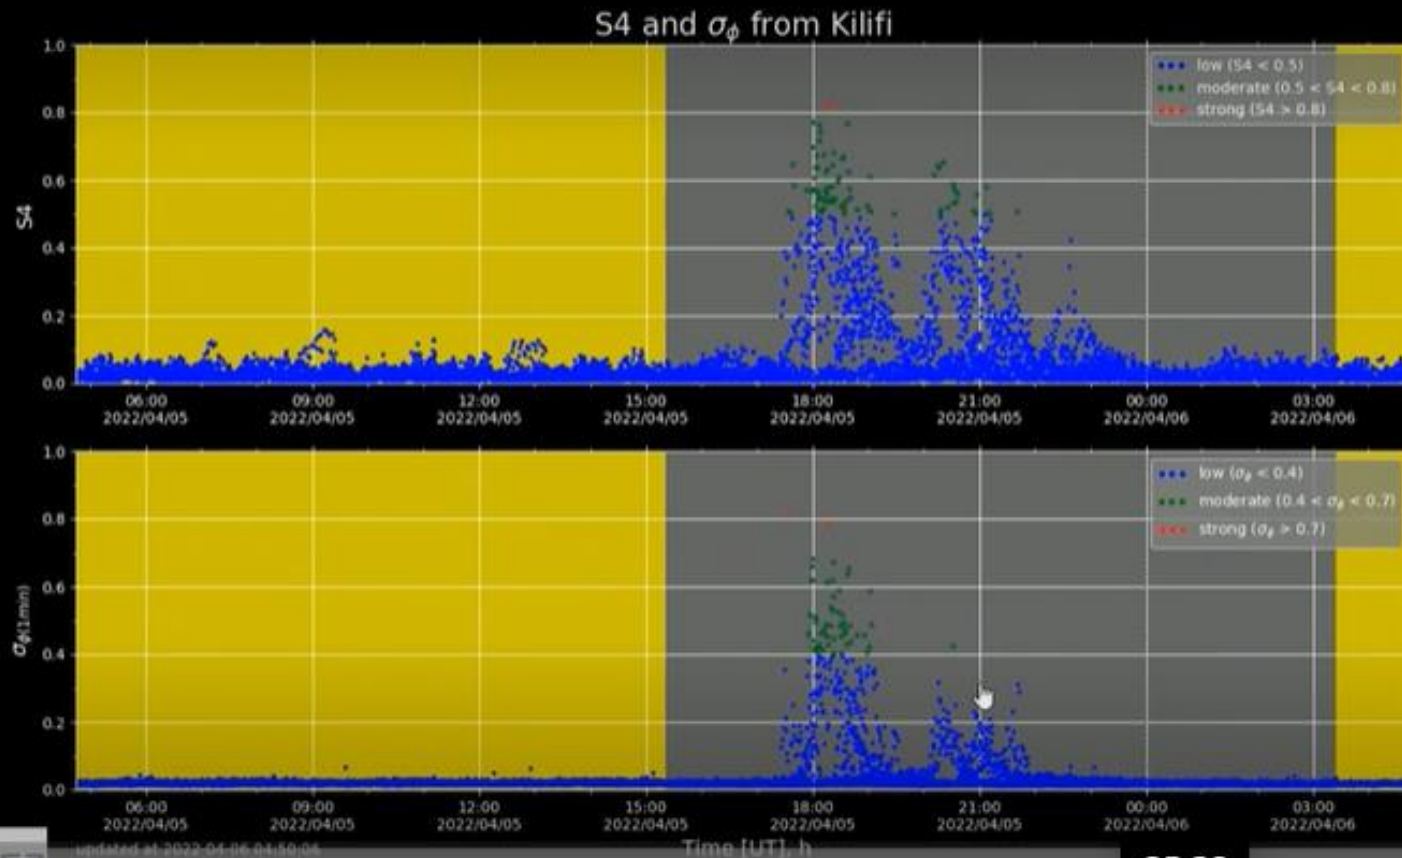 S4 and σϕ from Kilifi
1.0
0.8
0.6
0.4
0.2
0.0
S4
low (S4 < 0.5)
moderate (0.5 < S4 < 0.8)
strong (S4 > 0.8)
06:00 09:00 12:00 15:00 18:00 21:00 00:00 03:00
2022/04/05 2022/04/05 2022/04/05 2022/04/05 2022/04/05 2022/04/05 2022/04/06 2022/04/06
1.0
0.8
0.6
0.4
0.2
0.0
σϕ(1min)
low (σϕ < 0.4)
moderate (0.4 < σϕ < 0.7)
strong (σϕ > 0.7)
06:00 09:00 12:00 15:00 18:00 21:00 00:00 03:00
2022/04/05 2022/04/05 2022/04/05 2022/04/05 2022/04/05 2022/04/05 2022/04/06 2022/04/06
updated at 2022-04-06 04:50:06
Time [UT], h